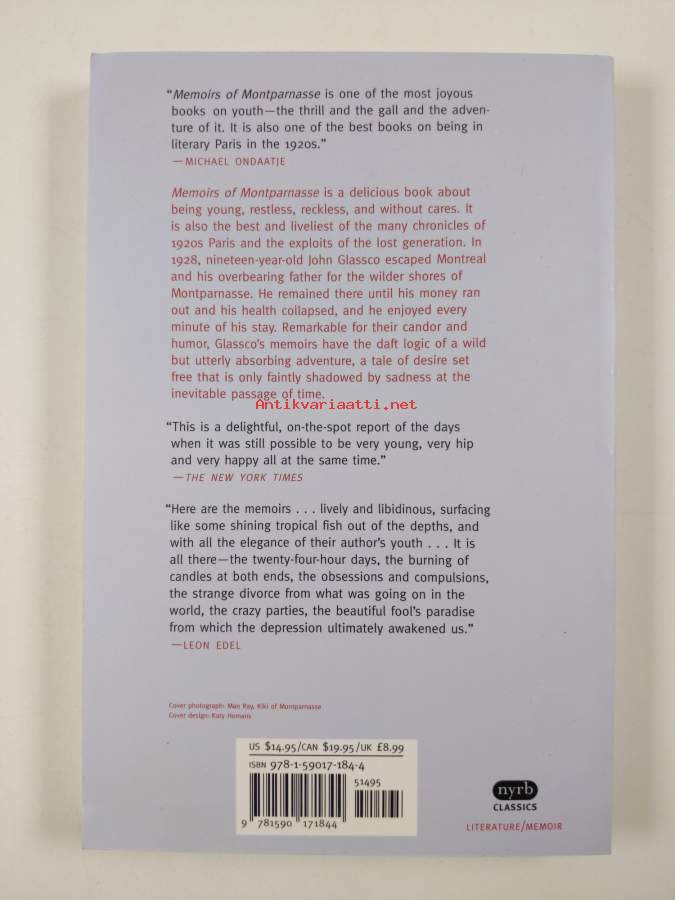 “Memoirs of Montparnasse is one of the most joyous
books on youth—the thrill and the gall and the adven-
ture of it. It is also one of the best books on being in
literary Paris in the 1920s.”
—MICHAEL ONDAATJE
Memoirs of Montparnasse is a delicious book about
being young, restless, reckless, and without cares. It
is also the best and liveliest of the many chronicles of
1920s Paris and the exploits of the lost generation. In
1928, nineteen-year-old John Glassco escaped Montreal
and his overbearing father for the wilder shores of
Montparnasse. He remained there until his money ran
out and his health collapsed, and he enjoyed every
minute of his stay. Remarkable for their candor and
humor, Glassco’s memoirs have the daft logic of a wild
but utterly absorbing adventure, a tale of desire set
free that is only faintly shadowed by sadness at the
inevitable passage of time.
Antikvariaatti.net
“This is a delightful, on-the-spot report of the days
when it was still possible to be very young, very hip
and very happy all at the same time.”
—THE NEW YORK TIMES
“Here are the memoirs . . . lively and libidinous, surfacing
like some shining tropical fish out of the depths, and
with all the elegance of their author’s youth . . . It is
all there—the twenty-four-hour days, the burning of
candles at both ends, the obsessions and compulsions,
the strange divorce from what was going on in the
world, the crazy parties, the beautiful fool’s paradise
from which the depression ultimately awakened us.”
—LEON EDEL
Cover photograph: Man Ray, Kiki of Montparnasse
Cover design: Katy Homans
US $14.95/CAN $19.95/UK £8.99
ISBN 978-1-59017-184-4
51495
9 781590 171844
nyrb
CLASSICS
LITERATURE/MEMOIR